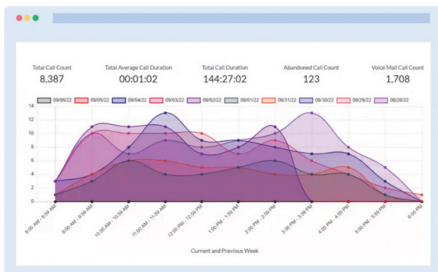 Total Call Count
8,387
Total Average Call Duration
00:01:02
Total Call Duration
144:27:02
Abandoned Call Count
123
Voice Mail Call Count
1,708
09/06/22 09/05/22 09/04/22 09/03/22 09/02/22 09/01/22 08/31/22 08/30/22 08/29/22 08/28/22
14
12
10
8
6
4
2
0
8:00 AM - 8:59 AM
9:00 AM - 9:59 AM
10:00 AM - 10:59 AM
11:00 AM - 11:59 AM
12:00 PM - 12:59 PM
1:00 PM - 1:59 PM
2:00 PM - 2:59 PM
3:00 PM - 3:59 PM
4:00 PM - 4:59 PM
5:00 PM - 5:59 PM
6:00 PM
Current and Previous Week